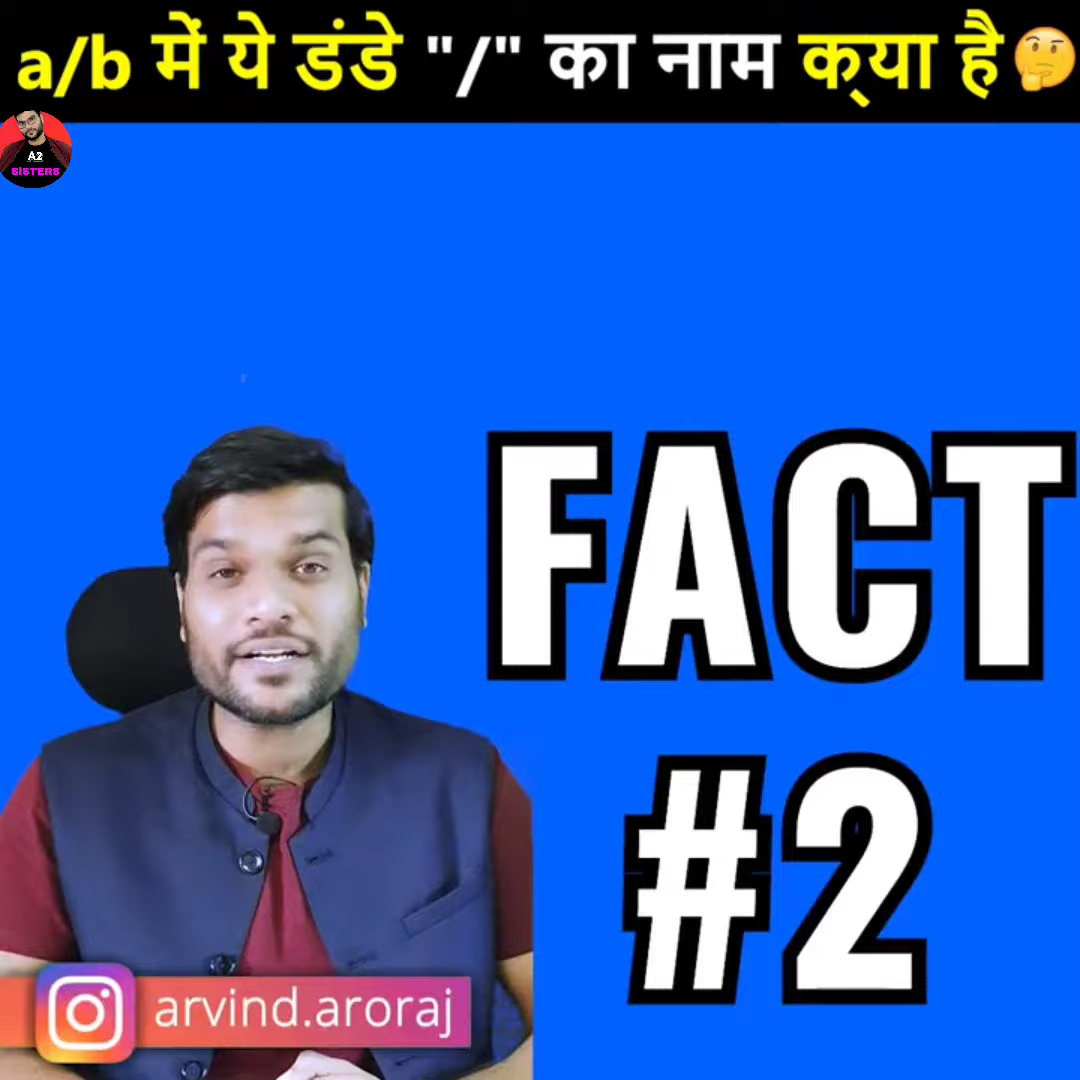 a/b में ये डंडे "/" का नाम क्या है🤔
A2
SISTERS
FACT
#2
arvind.aroraj